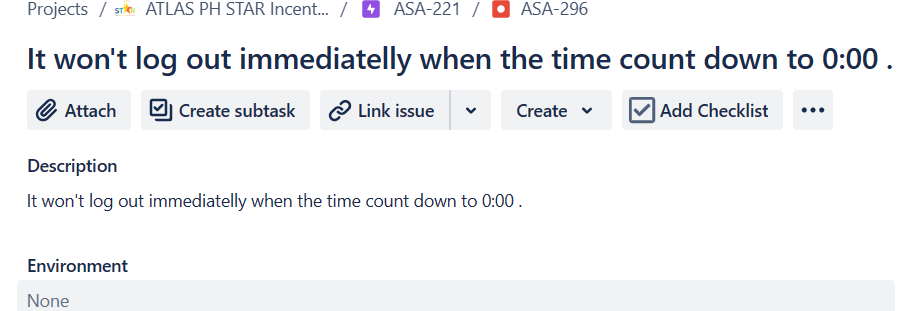 Projects / STAR ATLAS PH STAR Incent... / ASA-221 / ASA-296
It won't log out immediatelly when the time count down to 0:00 .
Attach Create subtask Link issue Create Add Checklist
Description
It won't log out immediatelly when the time count down to 0:00 .
Environment
None